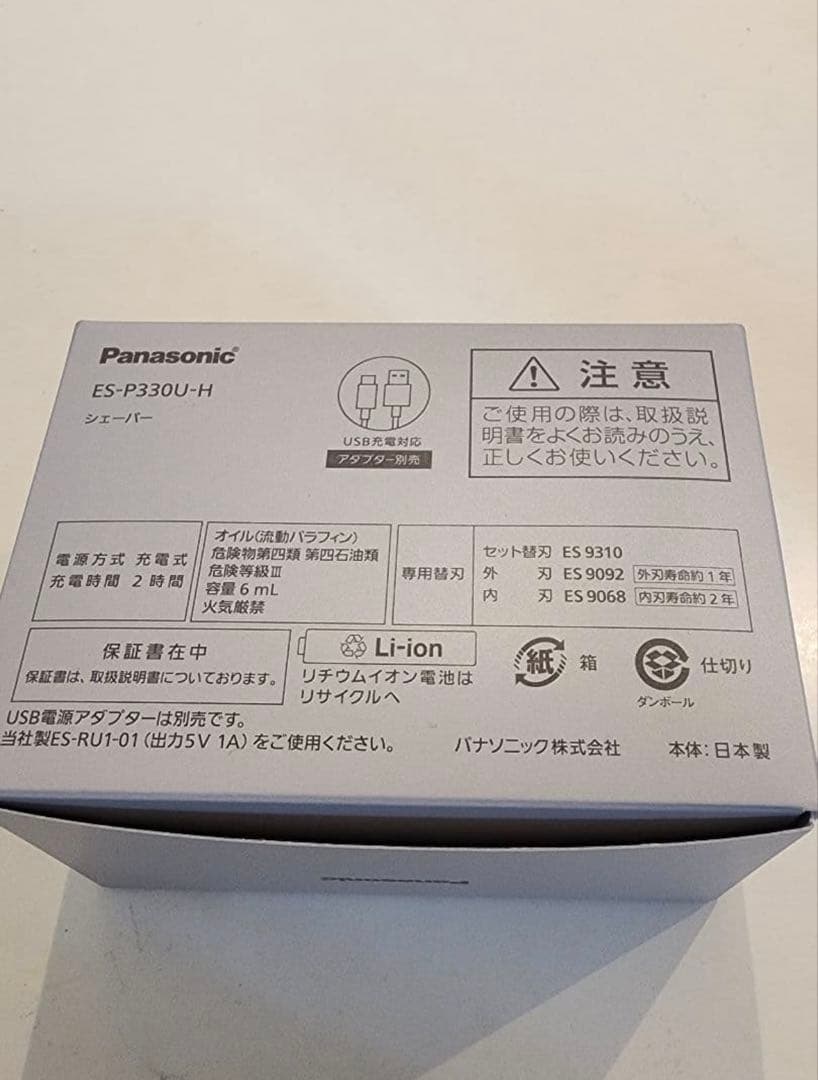 Panasonic
ES-P330U-H
シェーバー
USB充電対応
アダプター別売
注意
ご使用の際は、取扱説
明書をよくお読みのうえ、
正しくお使いください。
電源方式 充電式
充電時間 2時間
オイル(流動パラフィン)
危険物第四類 第四石油類
危険等級Ⅲ
容量 6 mL
火気厳禁
専用替刃
セット替刃 ES 9310
外 刃 ES 9092 外刃寿命約1年
内 刃 ES 9068 内刃寿命約2年
保証書在中
保証書は、取扱説明書についております。
Li-ion
リチウムイオン電池は
リサイクルへ
紙 箱
ダンボール
仕切り
USB電源アダプターは別売です。
当社製ES-RU1-01(出力5V 1A)をご使用ください。
パナソニック株式会社
本体:日本製
Panasonic